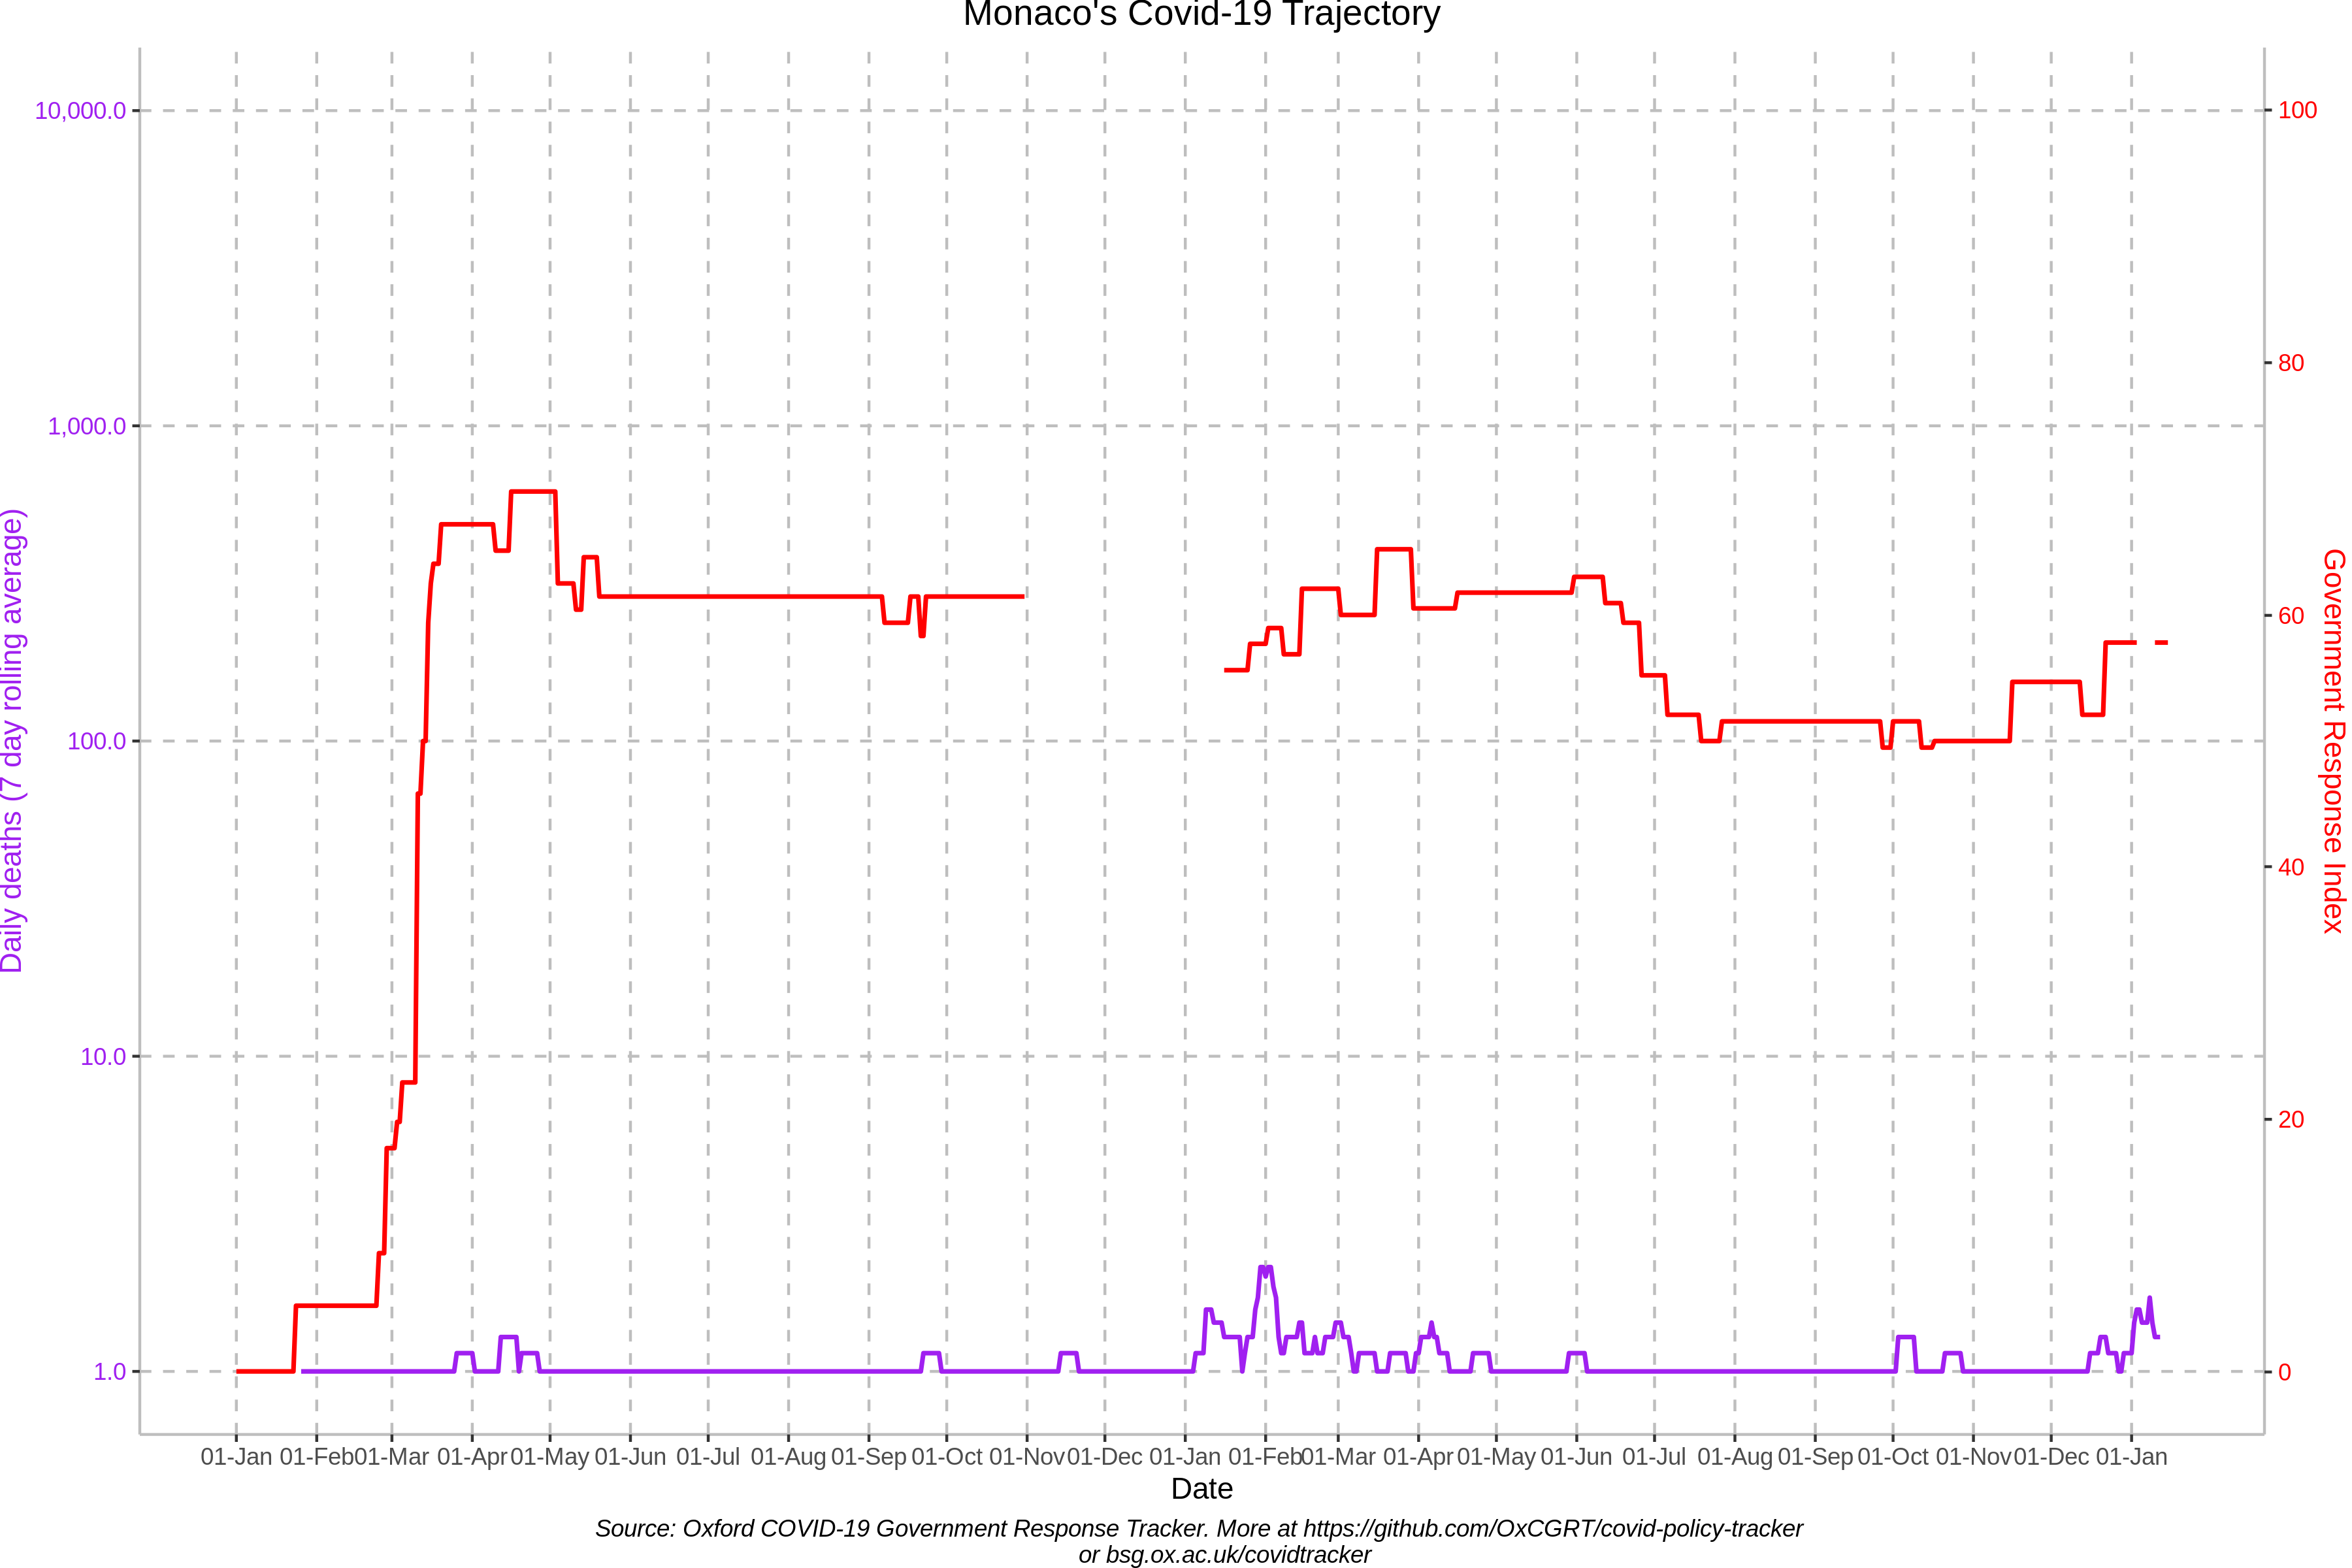 Monaco's Covid-19 Trajectory
10,000.0
1,000.0
100.0
10.0
1.0
Daily deaths (7 day rolling average)
100
80
60
40
20
0
Government Response Index
01-Jan 01-Feb 01-Mar 01-Apr 01-May 01-Jun 01-Jul 01-Aug 01-Sep 01-Oct 01-Nov 01-Dec 01-Jan 01-Feb 01-Mar 01-Apr 01-May 01-Jun 01-Jul 01-Aug 01-Sep 01-Oct 01-Nov 01-Dec 01-Jan
Date
Source: Oxford COVID-19 Government Response Tracker. More at https://github.com/OxCGRT/covid-policy-tracker
or bsg.ox.ac.uk/covidtracker